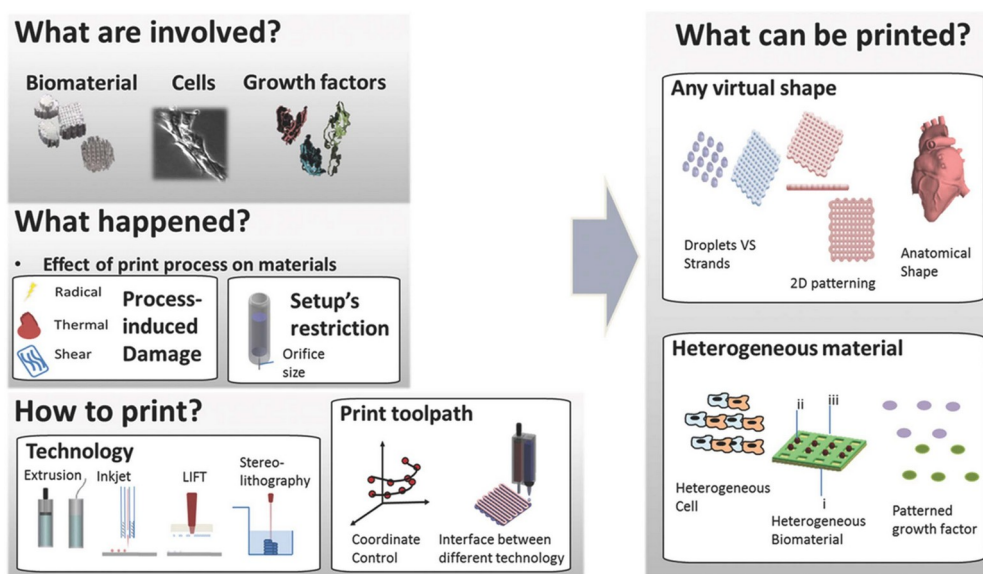 What are involved?
Biomaterial
Cells
Growth factors
What happened?
• Effect of print process on materials
Radical
Thermal
Shear
Process-
induced
Damage
Setup's
restriction
Orifice
size
How to print?
Technology
Extrusion
Inkjet
LIFT
Stereo-
lithography
Print toolpath
Coordinate
Control
Interface between
different technology
What can be printed?
Any virtual shape
Droplets VS
Strands
2D patterning
Anatomical
Shape
Heterogeneous material
Heterogeneous
Cell
ii
iii
i
Heterogeneous
Biomaterial
Patterned
growth factor